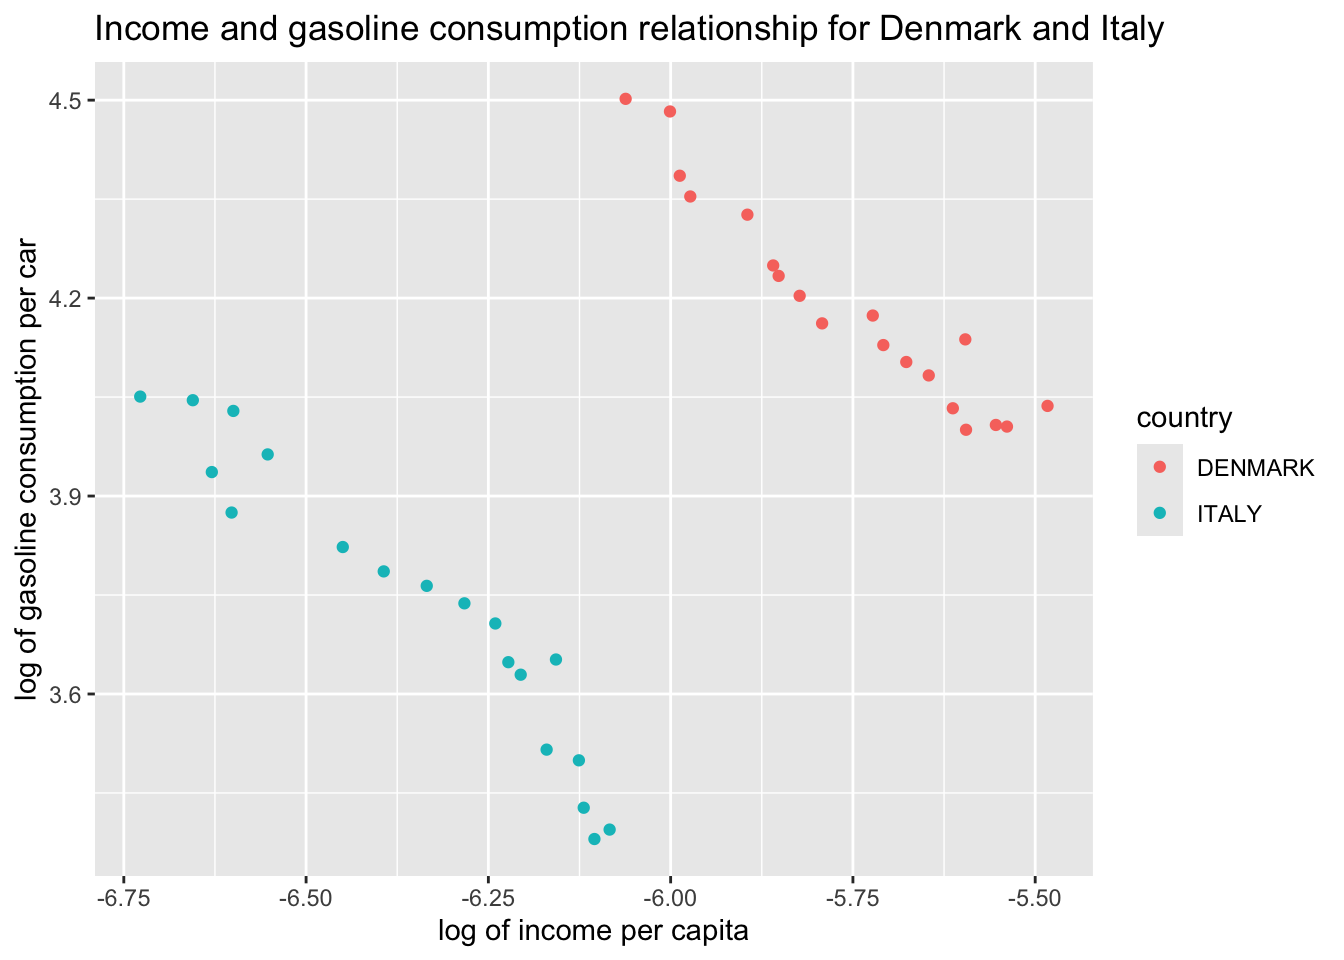 Income and gasoline consumption relationship for Denmark and Italy
log of gasoline consumption per car
4.5
4.2
3.9
3.6
-6.75 -6.50 -6.25 -6.00 -5.75 -5.50
log of income per capita
country
DENMARK
ITALY